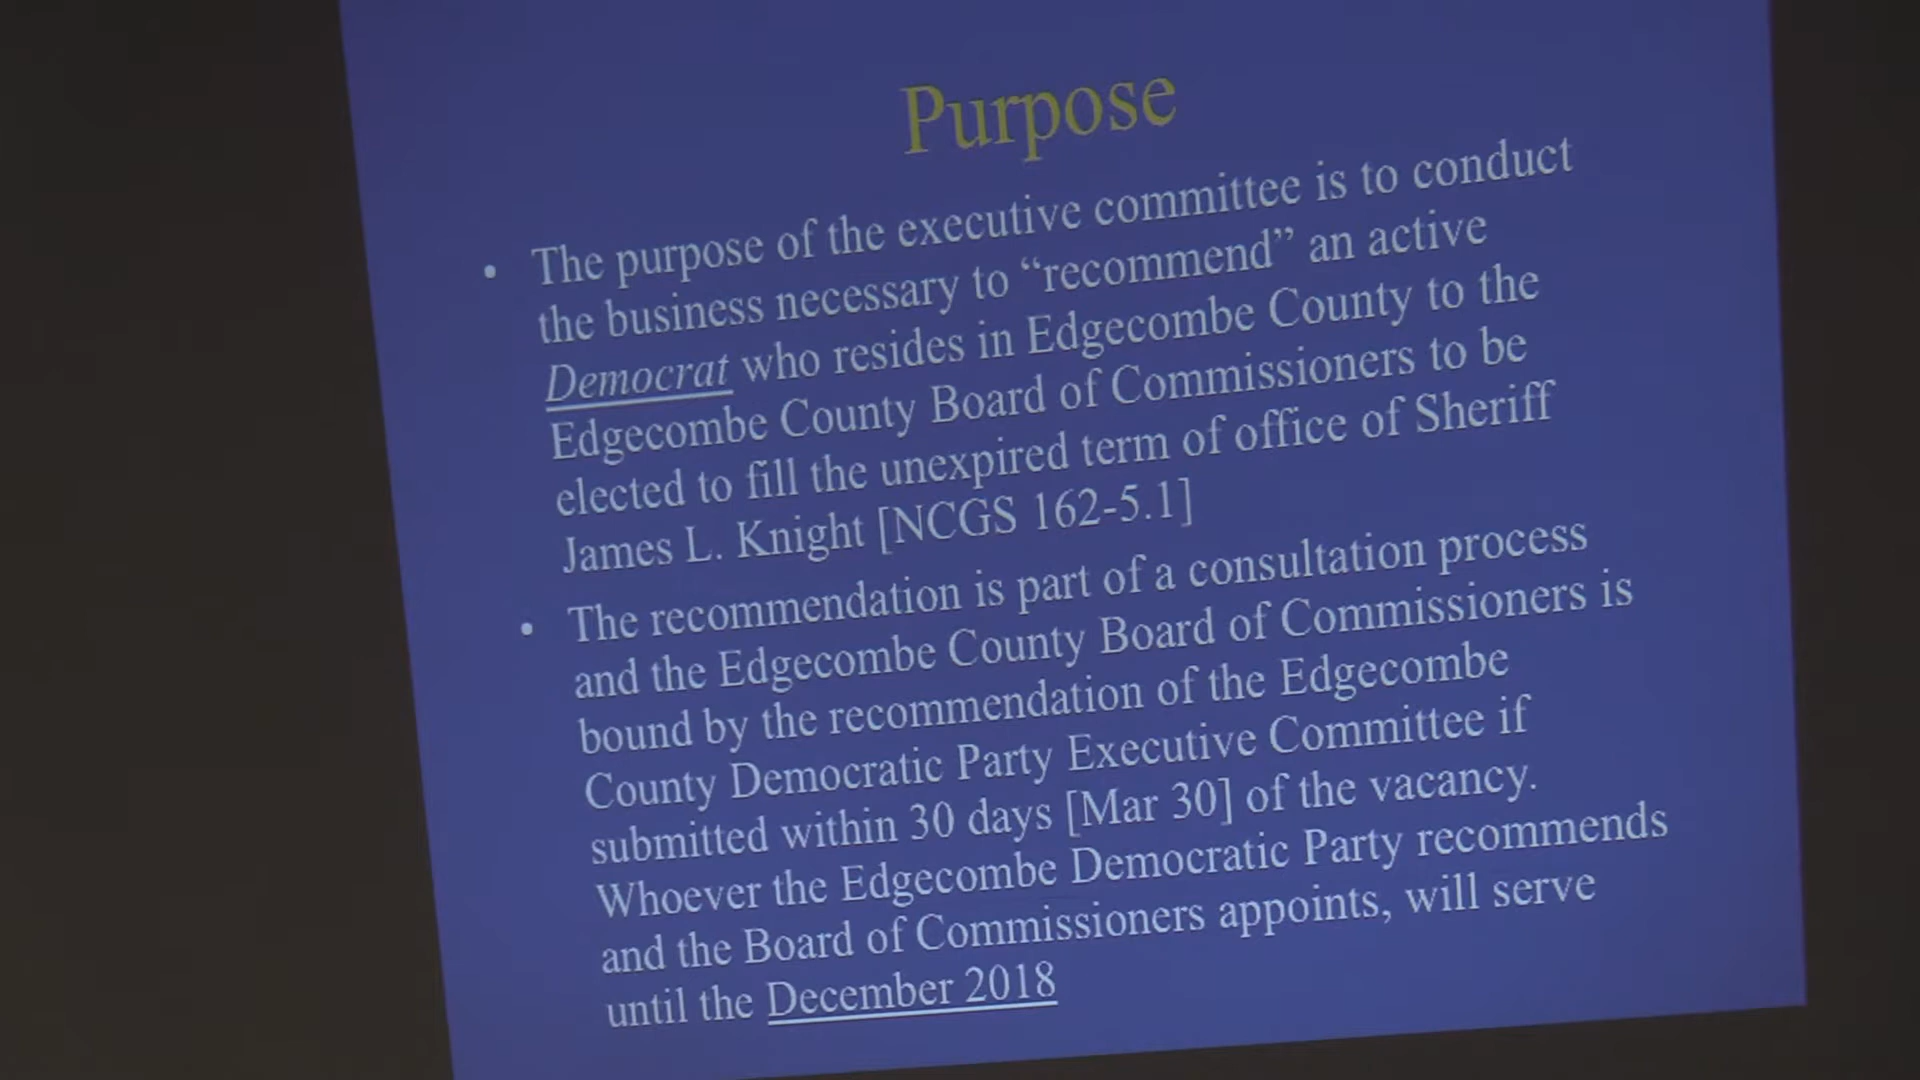 Purpose
• The purpose of the executive committee is to conduct
the business necessary to “recommend” an active
Democrat who resides in Edgecombe County to the
Edgecombe County Board of Commissioners to be
elected to fill the unexpired term of office of Sheriff
James L. Knight [NCGS 162-5.1]
• The recommendation is part of a consultation process
and the Edgecombe County Board of Commissioners is
bound by the recommendation of the Edgecombe
County Democratic Party Executive Committee if
submitted within 30 days [Mar 30] of the vacancy.
Whoever the Edgecombe Democratic Party recommends
and the Board of Commissioners appoints, will serve
until the December 2018